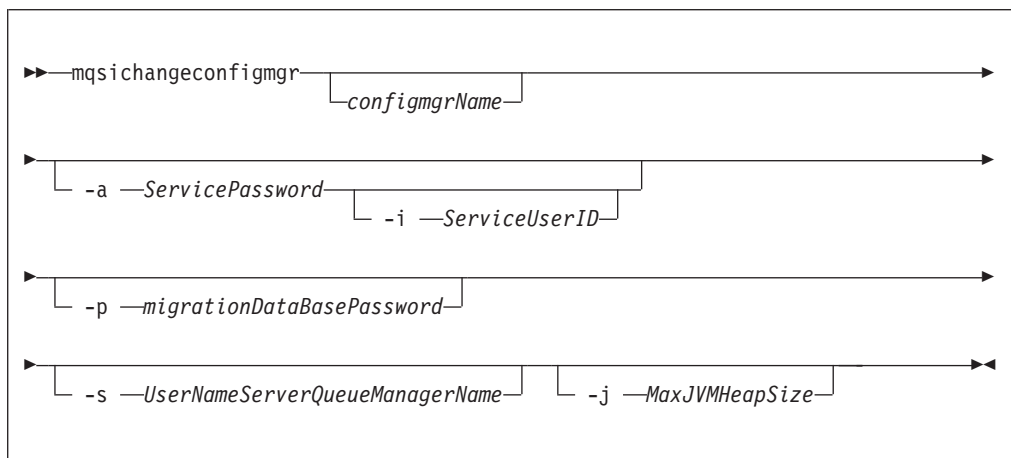 mqsichangeconfigmgr
configmgrName
-a ServicePassword
-i ServiceUserID
-p migrationDataBasePassword
-s UserNameServerQueueManagerName -j MaxJVMHeapSize